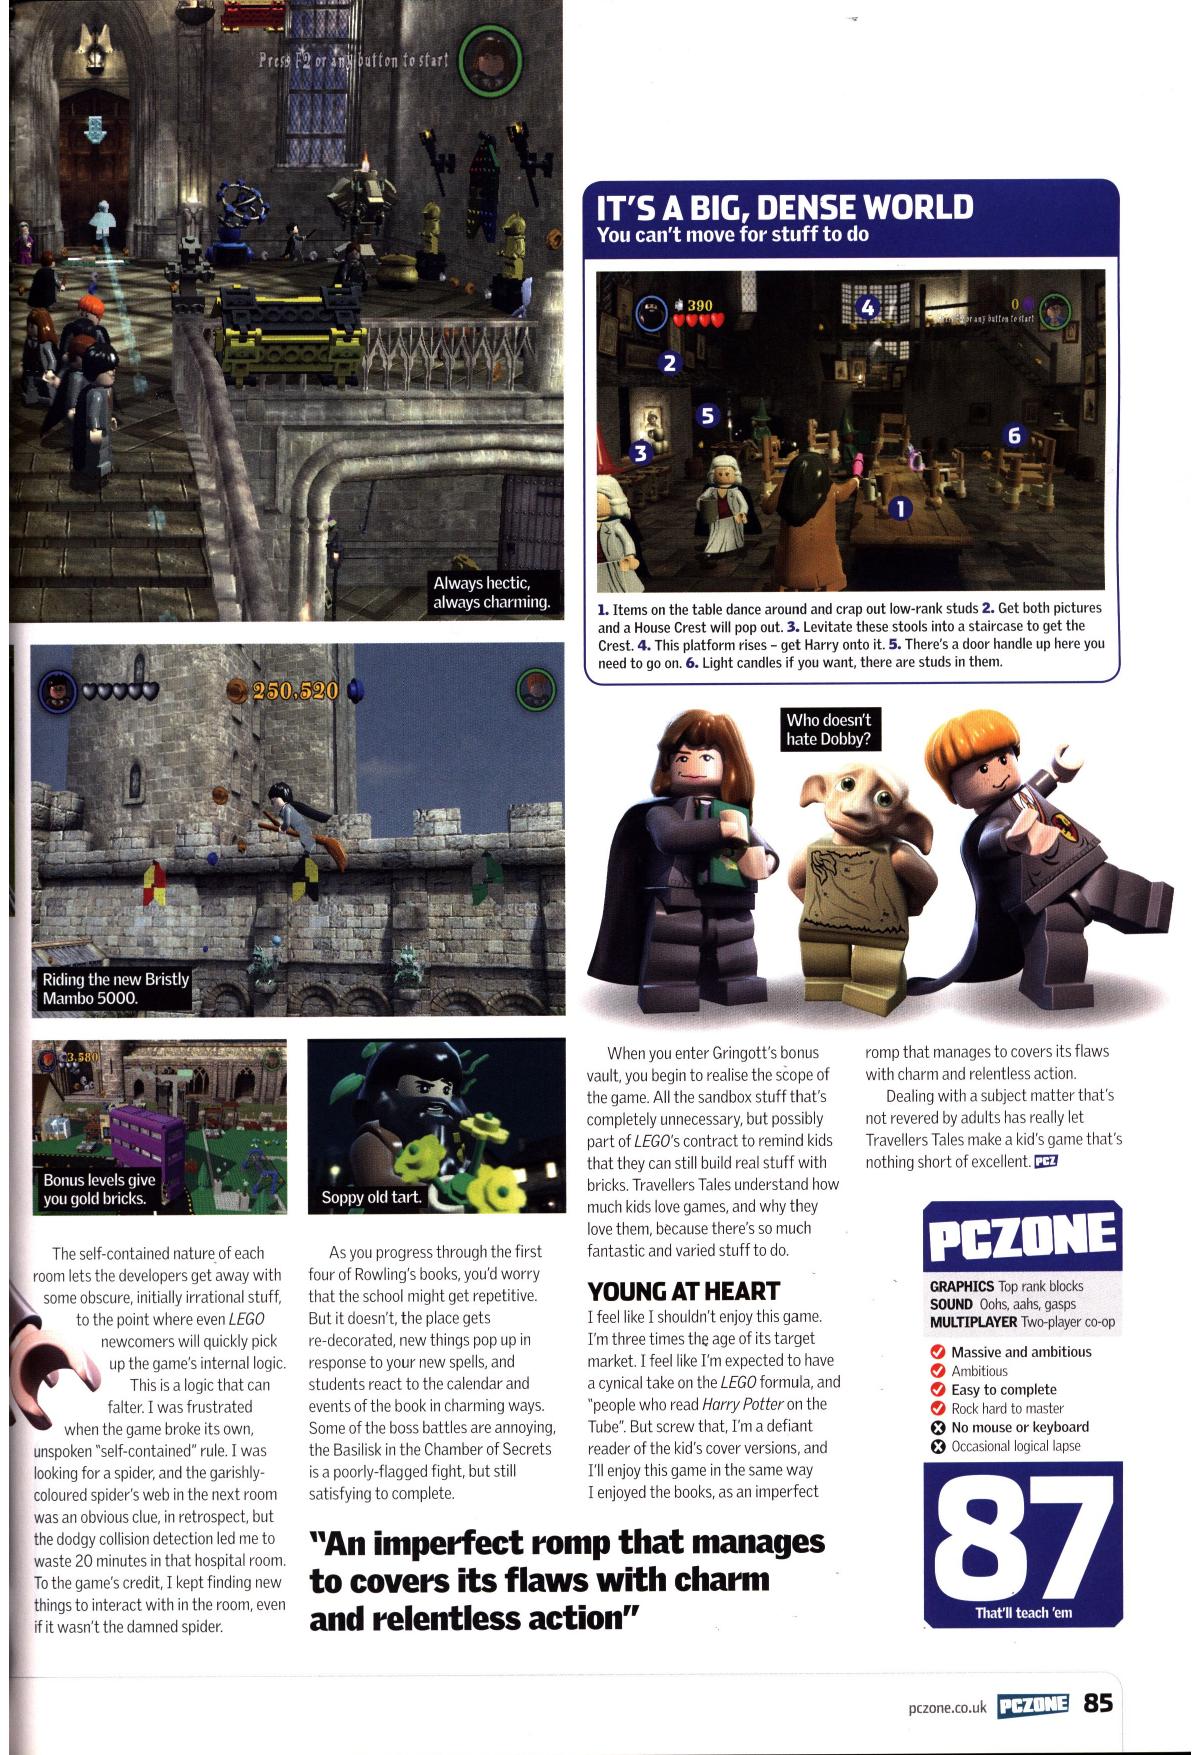 Press F2 or any button to start
Always hectic,
always charming.
250,520
Riding the new Bristly
Mambo 5000.
3,580
Bonus levels give
you gold bricks.
Soppy old tart.
The self-contained nature of each
room lets the developers get away with
some obscure, initially irrational stuff,
to the point where even LEGO
newcomers will quickly pick
up the game's internal logic.
This is a logic that can
falter. I was frustrated
when the game broke its own,
unspoken "self-contained" rule. I was
looking for a spider, and the garishly-
coloured spider's web in the next room
was an obvious clue, in retrospect, but
the dodgy collision detection led me to
waste 20 minutes in that hospital room.
To the game's credit, I kept finding new
things to interact with in the room, even
if it wasn't the damned spider.
As you progress through the first
four of Rowling's books, you'd worry
that the school might get repetitive.
But it doesn't, the place gets
re-decorated, new things pop up in
response to your new spells, and
students react to the calendar and
events of the book in charming ways.
Some of the boss battles are annoying,
the Basilisk in the Chamber of Secrets
is a poorly-flagged fight, but still
satisfying to complete.
"An imperfect romp that manages
to covers its flaws with charm
and relentless action"
IT'S A BIG, DENSE WORLD
You can't move for stuff to do
390
0
Press F2 or any button to start
4
2
5
3
6
1
1. Items on the table dance around and crap out low-rank studs 2. Get both pictures
and a House Crest will pop out. 3. Levitate these stools into a staircase to get the
Crest. 4. This platform rises – get Harry onto it. 5. There's a door handle up here you
need to go on. 6. Light candles if you want, there are studs in them.
Who doesn't
hate Dobby?
When you enter Gringott's bonus
vault, you begin to realise the scope of
the game. All the sandbox stuff that's
completely unnecessary, but possibly
part of LEGO's contract to remind kids
that they can still build real stuff with
bricks. Travellers Tales understand how
much kids love games, and why they
love them, because there's so much
fantastic and varied stuff to do.
YOUNG AT HEART
I feel like I shouldn't enjoy this game.
I'm three times the age of its target
market. I feel like I'm expected to have
a cynical take on the LEGO formula, and
"people who read Harry Potter on the
Tube". But screw that, I'm a defiant
reader of the kid's cover versions, and
I'll enjoy this game in the same way
I enjoyed the books, as an imperfect
romp that manages to covers its flaws
with charm and relentless action.
Dealing with a subject matter that's
not revered by adults has really let
Travellers Tales make a kid's game that's
nothing short of excellent. PCZ
PCZONE
GRAPHICS Top rank blocks
SOUND Oohs, aahs, gasps
MULTIPLAYER Two-player co-op
Massive and ambitious
Ambitious
Easy to complete
Rock hard to master
No mouse or keyboard
Occasional logical lapse
87
That'll teach 'em
pczone.co.uk PCZONE 85